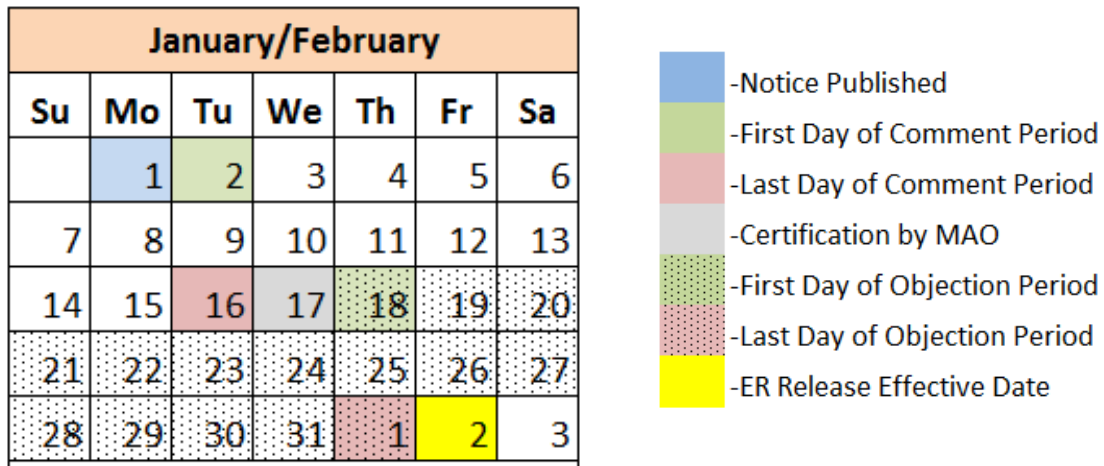 January/February
Su Mo Tu We Th Fr Sa
1 2 3 4 5 6
7 8 9 10 11 12 13
14 15 16 17 18 19 20
21 22 23 24 25 26 27
28 29 30 31 1 2 3
-Notice Published
-First Day of Comment Period
-Last Day of Comment Period
-Certification by MAO
-First Day of Objection Period
-Last Day of Objection Period
-ER Release Effective Date